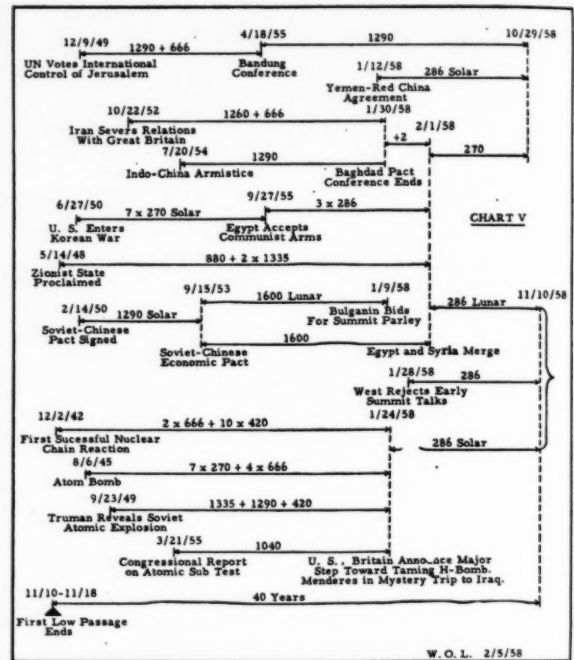 12/9/49 4/18/55 10/29/58
1290 + 666 1290
UN Votes International
Control of Jerusalem
Bandung
Conference
1/12/58 286 Solar
Yemen-Red China
Agreement
10/22/52 1260 + 666 1/30/58
Iran Severs Relations
With Great Britain
+2 2/1/58
7/20/54 1290 270
Indo-China Armistice
Baghdad Pact
Conference Ends
6/27/50 7 x 270 Solar 9/27/55 3 x 286
U. S. Enters
Korean War
Egypt Accepts
Communist Arms
CHART V
5/14/48 880 + 2 x 1335
Zionist State
Proclaimed
9/15/53 1600 Lunar 1/9/58
2/14/50 1290 Solar
Bulganin Bids
For Summit Parley
286 Lunar 11/10/58
Soviet-Chinese
Pact Signed
1600
Soviet-Chinese
Economic Pact
Egypt and Syria Merge
1/28/58 286
West Rejects Early
Summit Talks
12/2/42 2 x 666 + 10 x 420 1/24/58
First Sucessful Nuclear
Chain Reaction
286 Solar
8/6/45 7 x 270 + 4 x 666
Atom Bomb
9/23/49 1335 + 1290 + 420
Truman Reveals Soviet
Atomic Explosion
3/21/55 1040
Congressional Report
on Atomic Sub Test
U. S., Britain Announce Major
Step Toward Taming H-Bomb.
Menderes in Mystery Trip to Iraq.
11/10-11/18 40 Years
First Low Passage
Ends
W. O. L. 2/5/58